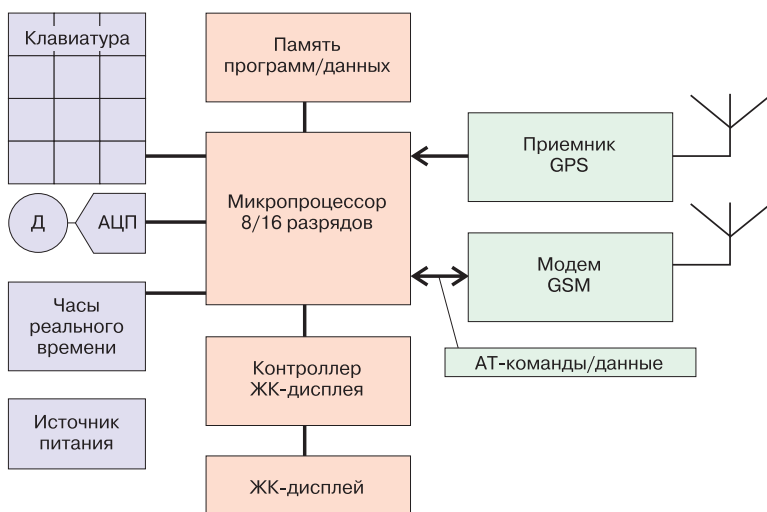 Клавиатура
Память
программ/данных
Приемник
GPS
Микропроцессор
8/16 разрядов
Д
АЦП
Модем
GSM
Часы
реального
времени
АТ-команды/данные
Контроллер
ЖК-дисплея
Источник
питания
ЖК-дисплей